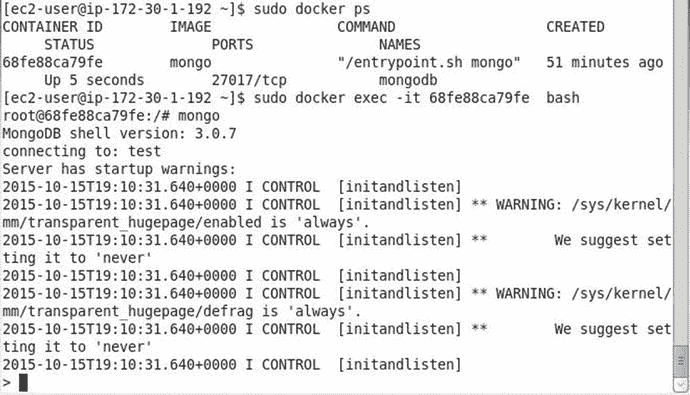 [ec2-user@ip-172-30-1-192 ~]$ sudo docker ps
CONTAINER ID IMAGE COMMAND CREATED
STATUS PORTS NAMES
68fe88ca79fe mongo "/entrypoint.sh mongo" 51 minutes ago
Up 5 seconds 27017/tcp mongodb
[ec2-user@ip-172-30-1-192 ~]$ sudo docker exec -it 68fe88ca79fe bash
root@68fe88ca79fe:/# mongo
MongoDB shell version: 3.0.7
connecting to: test
Server has startup warnings:
2015-10-15T19:10:31.640+0000 I CONTROL [initandlisten]
2015-10-15T19:10:31.640+0000 I CONTROL [initandlisten] ** WARNING: /sys/kernel/
mm/transparent_hugepage/enabled is 'always'.
2015-10-15T19:10:31.640+0000 I CONTROL [initandlisten] ** We suggest set
ting it to 'never'
2015-10-15T19:10:31.640+0000 I CONTROL [initandlisten]
2015-10-15T19:10:31.640+0000 I CONTROL [initandlisten] ** WARNING: /sys/kernel/
mm/transparent_hugepage/defrag is 'always'.
2015-10-15T19:10:31.640+0000 I CONTROL [initandlisten] ** We suggest set
ting it to 'never'
2015-10-15T19:10:31.640+0000 I CONTROL [initandlisten]
>